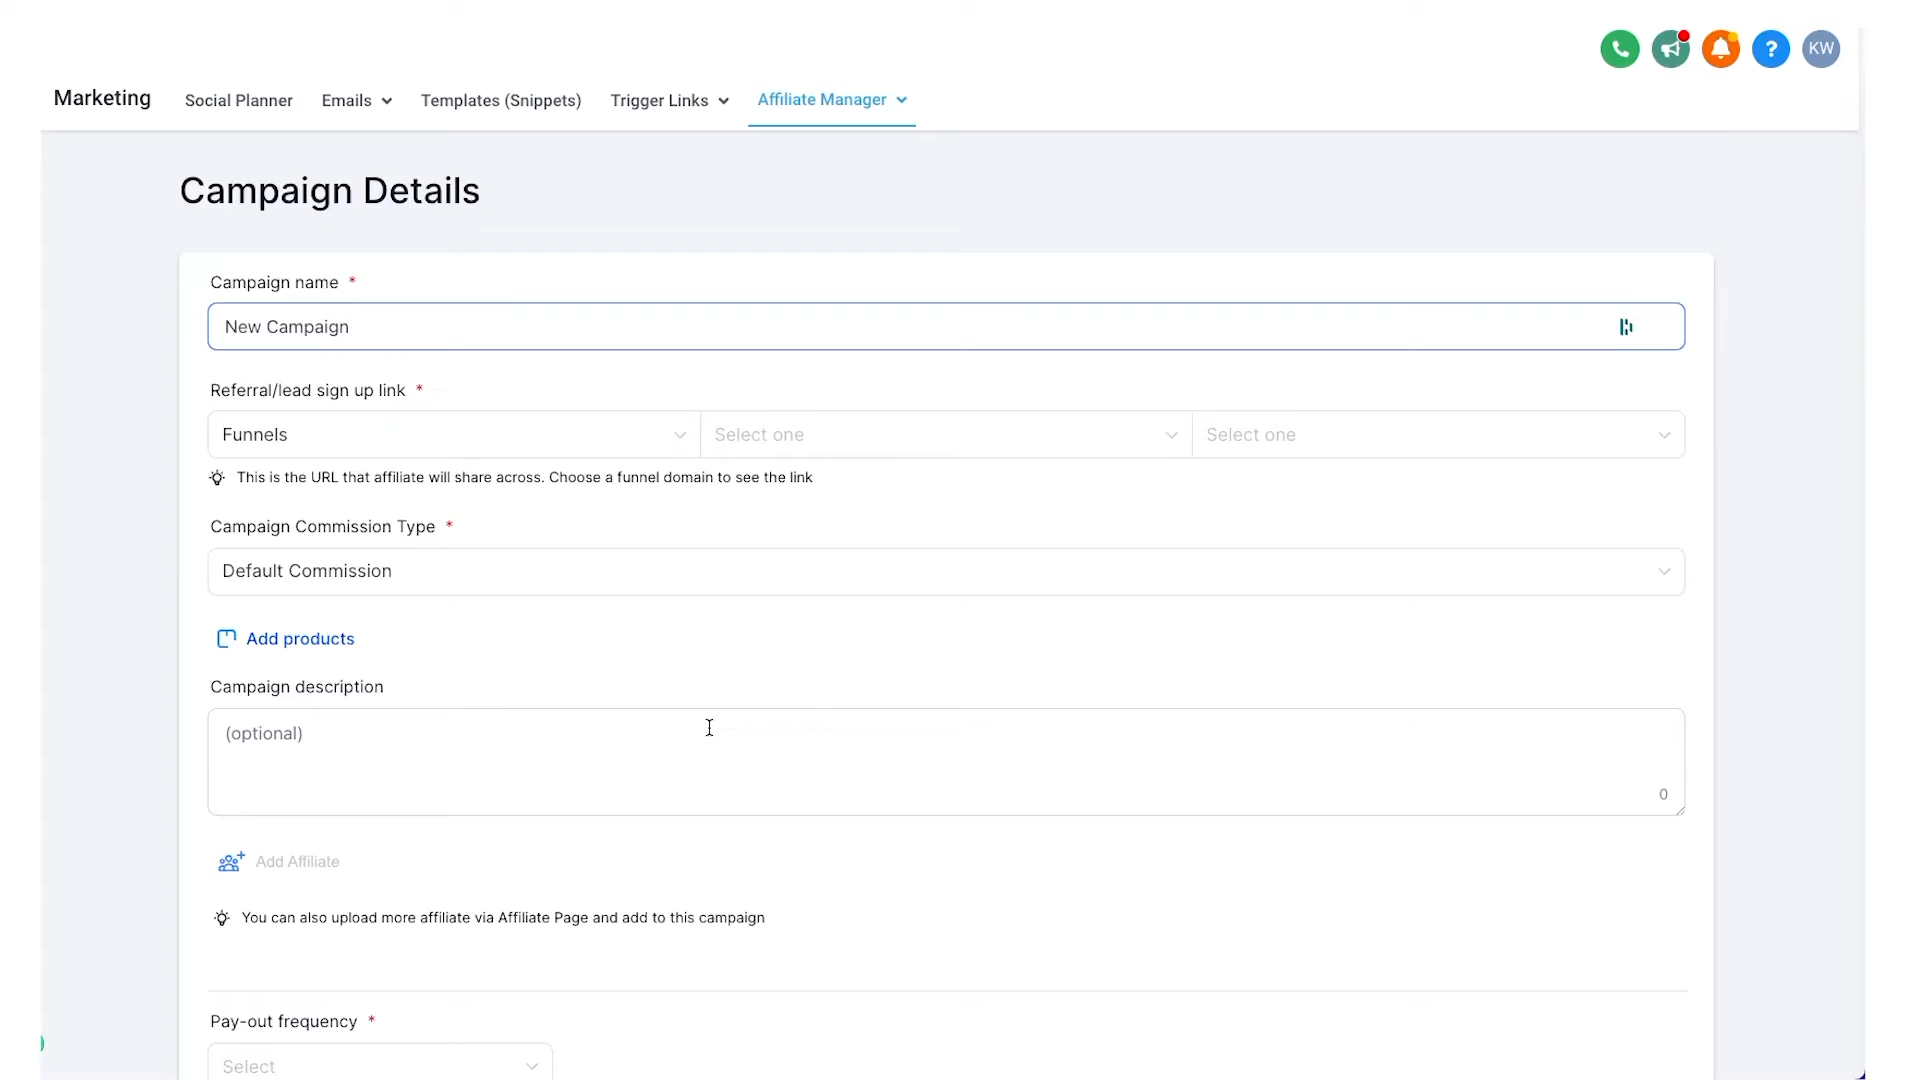 KW
Marketing Social Planner Emails Templates (Snippets) Trigger Links Affiliate Manager
Campaign Details
Campaign name *
New Campaign
Referral/lead sign up link *
Funnels Select one Select one
This is the URL that affiliate will share across. Choose a funnel domain to see the link
Campaign Commission Type *
Default Commission
Add products
Campaign description
(optional)
0
Add Affiliate
You can also upload more affiliate via Affiliate Page and add to this campaign
Pay-out frequency *
Select